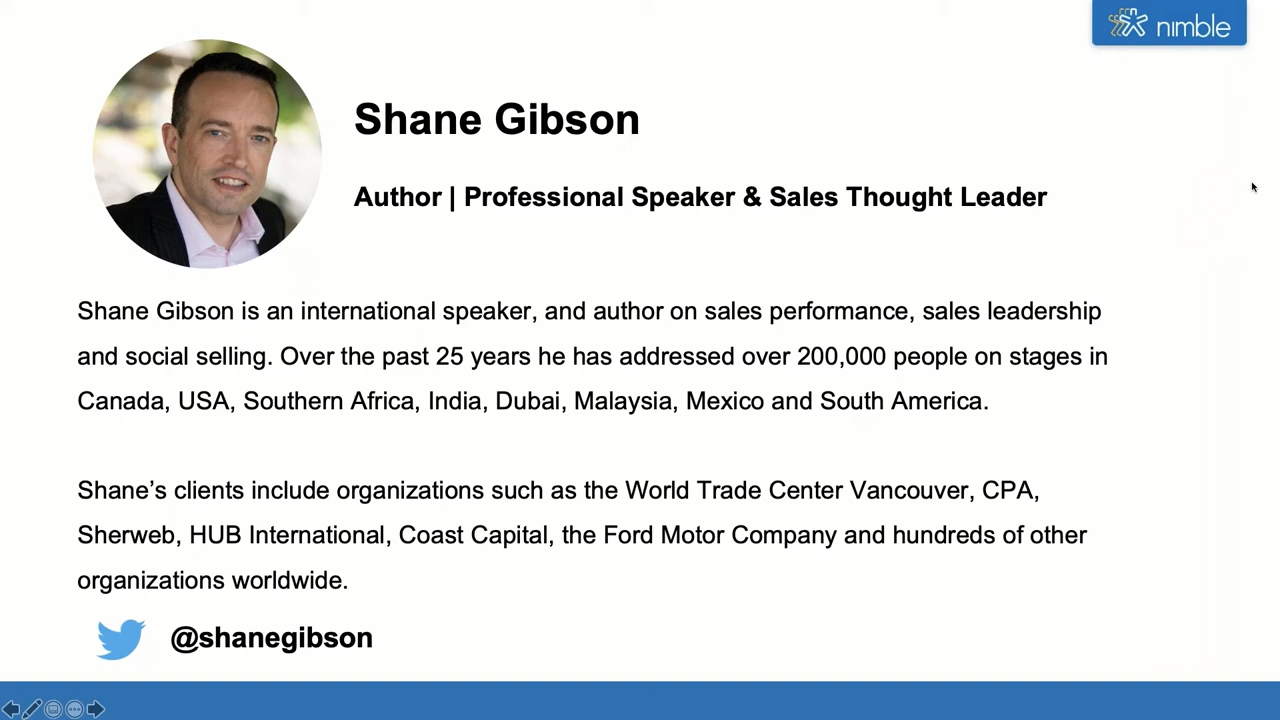 nimble
Shane Gibson
Author | Professional Speaker & Sales Thought Leader
Shane Gibson is an international speaker, and author on sales performance, sales leadership
and social selling. Over the past 25 years he has addressed over 200,000 people on stages in
Canada, USA, Southern Africa, India, Dubai, Malaysia, Mexico and South America.
Shane’s clients include organizations such as the World Trade Center Vancouver, CPA,
Sherweb, HUB International, Coast Capital, the Ford Motor Company and hundreds of other
organizations worldwide.
@shanegibson